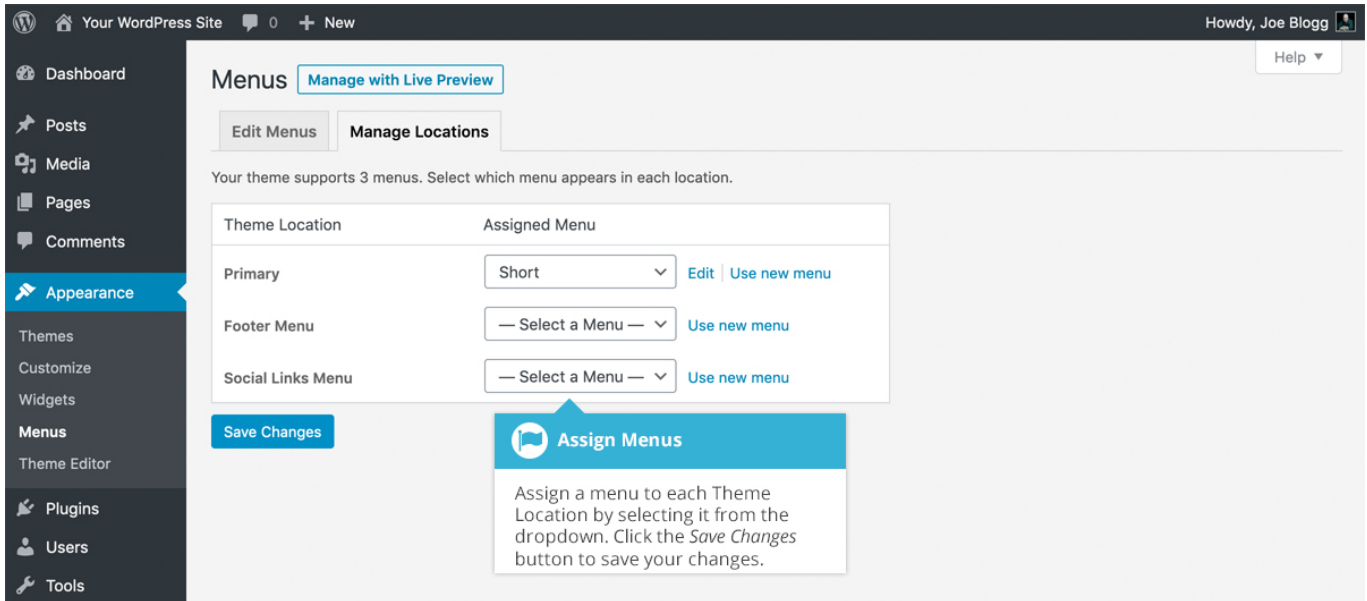 Your WordPress Site 0 + New Howdy, Joe Blogg
Help
Dashboard
Posts
Media
Pages
Comments
Appearance
Themes
Customize
Widgets
Menus
Theme Editor
Plugins
Users
Tools
Menus Manage with Live Preview
Edit Menus Manage Locations
Your theme supports 3 menus. Select which menu appears in each location.
Theme Location Assigned Menu
Primary Short Edit Use new menu
Footer Menu — Select a Menu — Use new menu
Social Links Menu — Select a Menu — Use new menu
Save Changes
Assign Menus
Assign a menu to each Theme
Location by selecting it from the
dropdown. Click the Save Changes
button to save your changes.